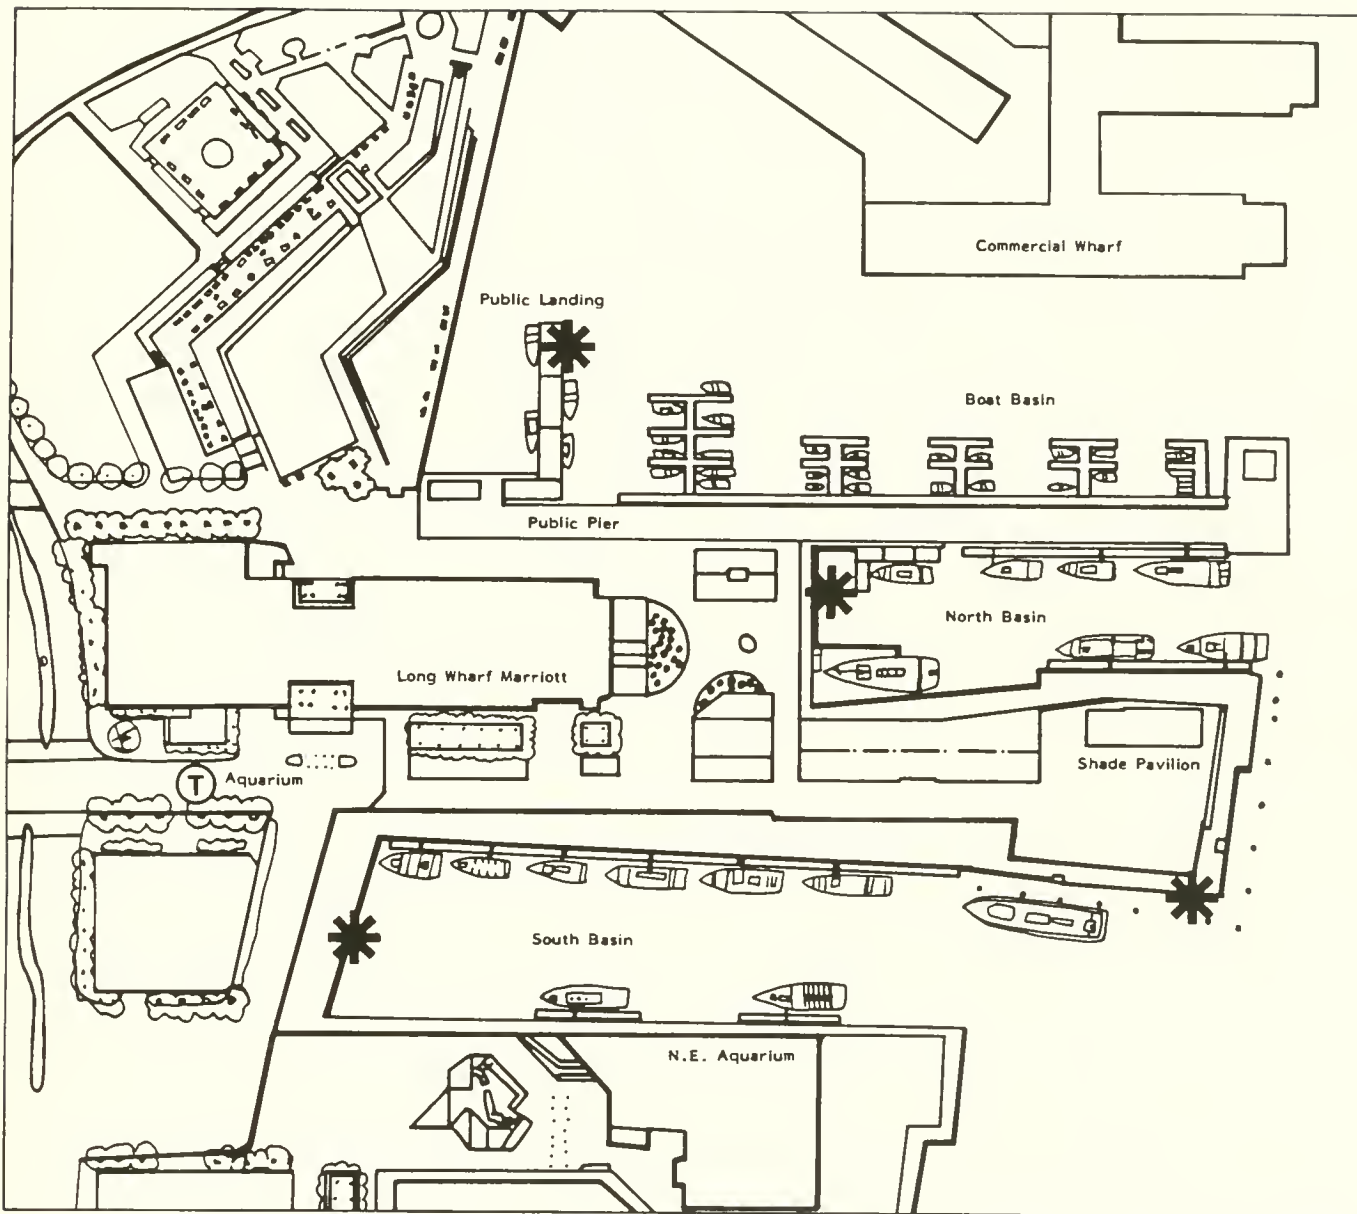 Commercial Wharf
Public Landing
Boat Basin
Public Pier
North Basin
Long Wharf Marriott
Shade Pavilion
T Aquarium
South Basin
N.E. Aquarium